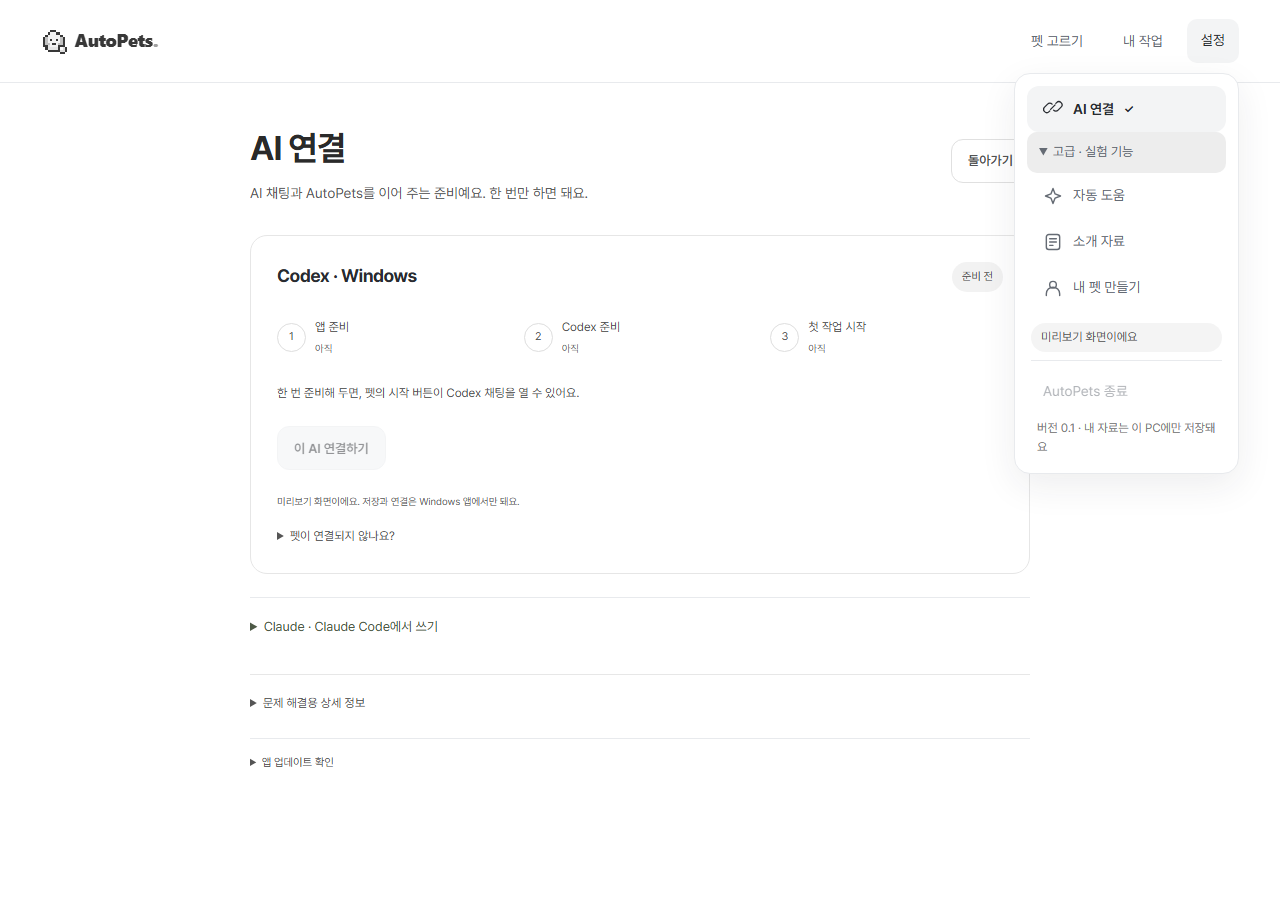 AutoPets.
펫 고르기
내 작업
설정
AI 연결
AI 채팅과 AutoPets를 이어 주는 준비예요. 한 번만 하면 돼요.
돌아가기
AI 연결
고급 · 실험 기능
자동 도움
소개 자료
내 펫 만들기
미리보기 화면이에요
AutoPets 종료
버전 0.1 · 내 자료는 이 PC에만 저장돼
요
Codex · Windows
준비 전
1
앱 준비
아직
2
Codex 준비
아직
3
첫 작업 시작
아직
한 번 준비해 두면, 펫의 시작 버튼이 Codex 채팅을 열 수 있어요.
이 AI 연결하기
미리보기 화면이에요. 저장과 연결은 Windows 앱에서만 돼요.
펫이 연결되지 않나요?
Claude · Claude Code에서 쓰기
문제 해결용 상세 정보
앱 업데이트 확인